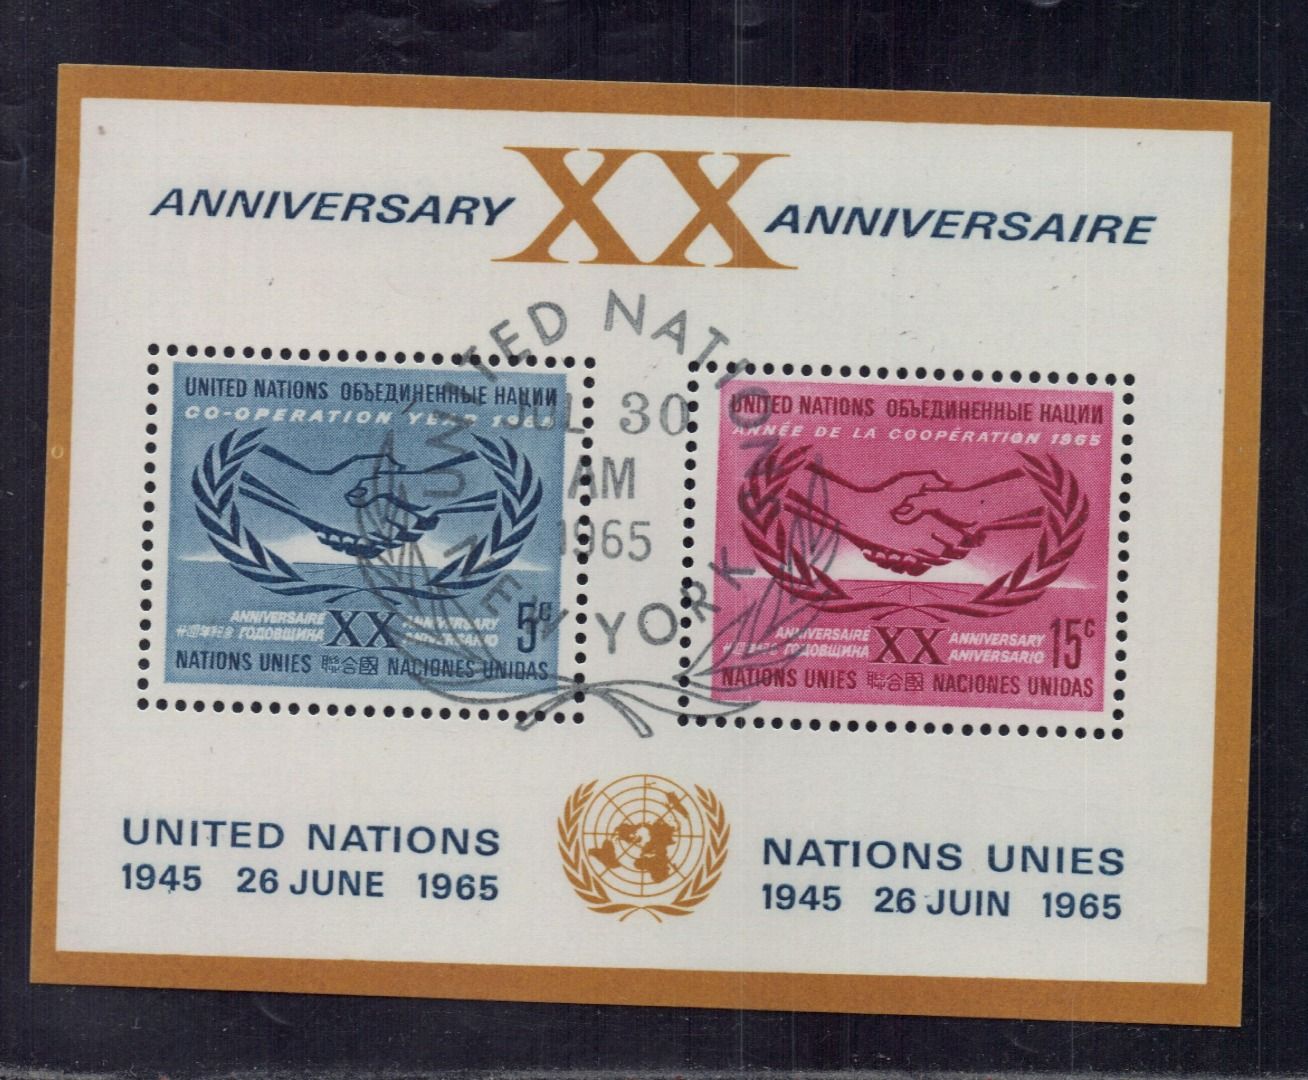 ANNIVERSARY XX ANNIVERSAIRE
UNITED NATIONS
JUL 30
AM
1965
NEW YORK
UNITED NATIONS ОБЪЕДИНЕННЫЕ НАЦИИ
CO-OPERATION YEAR 1965
ANNIVERSAIRE XX ANNIVERSARY
ГОДОВЩИНА ANIVERSARIO
5c
NATIONS UNIES 聯合國 NACIONES UNIDAS
UNITED NATIONS ОБЪЕДИНЕННЫЕ НАЦИИ
ANNÉE DE LA COOPÉRATION 1965
ANNIVERSAIRE XX ANNIVERSARY
ГОДОВЩИНА ANIVERSARIO
15c
NATIONS UNIES 聯合國 NACIONES UNIDAS
UNITED NATIONS
1945 26 JUNE 1965
NATIONS UNIES
1945 26 JUIN 1965